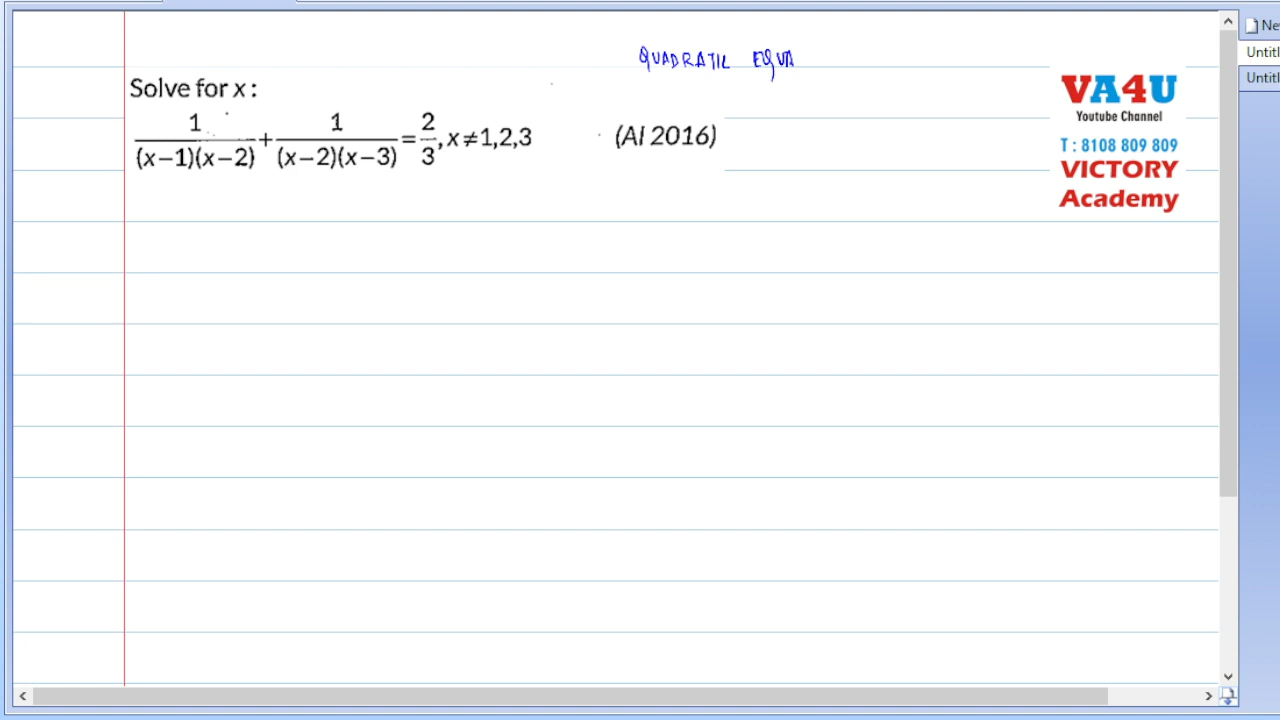 QUADRATIC EQUA
Solve for x :
1/((x−1)(x−2)) + 1/((x−2)(x−3)) = 2/3, x≠1,2,3 (AI 2016)
VA4U
Youtube Channel
T : 8108 809 809
VICTORY
Academy
Ne
Untitl
Untitl